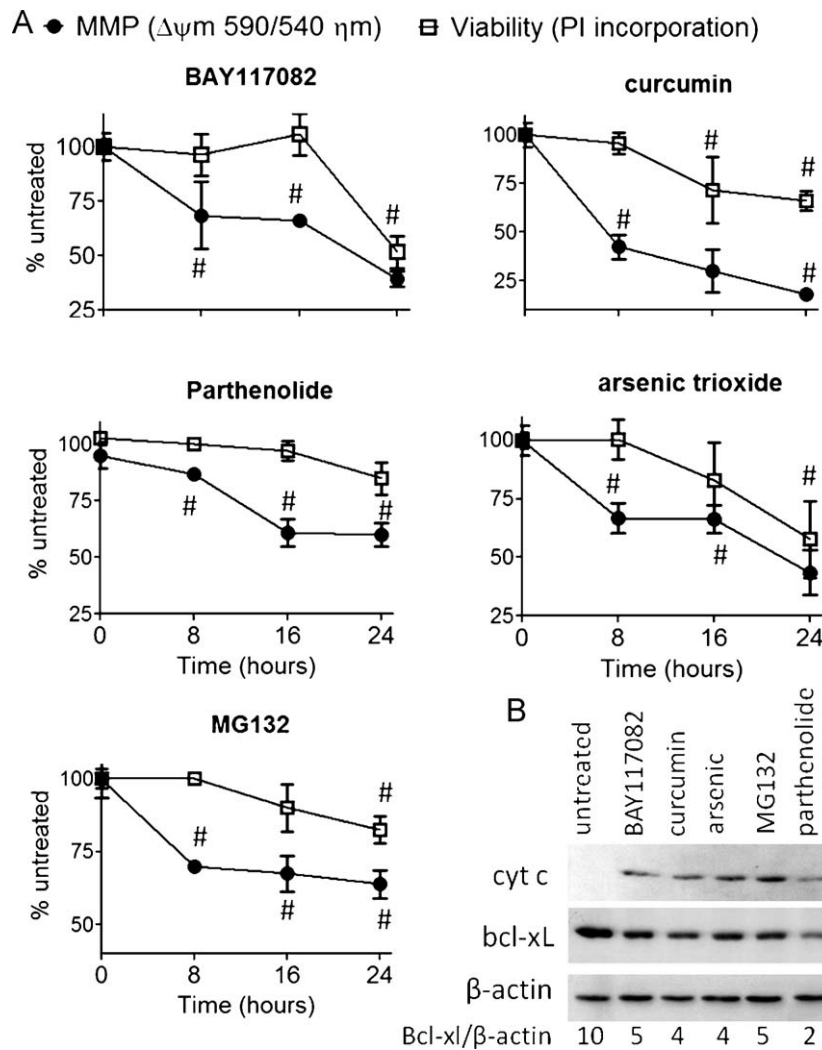 A MMP (Δψm 590/540 ηm) Viability (PI incorporation)
BAY117082
% untreated
100
75
50
25
# # #
curcumin
100
75
50
25
# # # #
Parthenolide
% untreated
100
75
50
25
# # #
0 8 16 24
Time (hours)
arsenic trioxide
100
75
50
25
# # #
0 8 16 24
Time (hours)
MG132
% untreated
100
75
50
# # # #
0 8 16 24
Time (hours)
B
untreated BAY117082 curcumin arsenic MG132 parthenolide
cyt c
bcl-xL
β-actin
Bcl-xl/β-actin 10 5 4 4 5 2